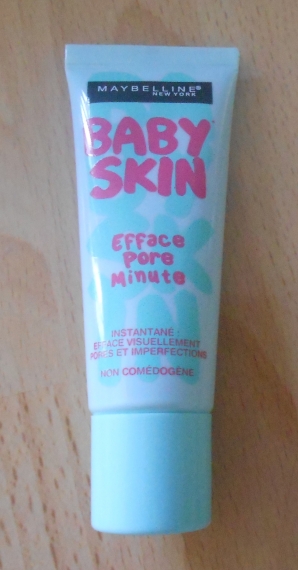 MAYBELLINE®
NEW YORK
BABY
SKIN
Efface
Pore
Minute
INSTANTANÉ :
EFFACE VISUELLEMENT
PORES ET IMPERFECTIONS
NON COMÉDOGÈNE